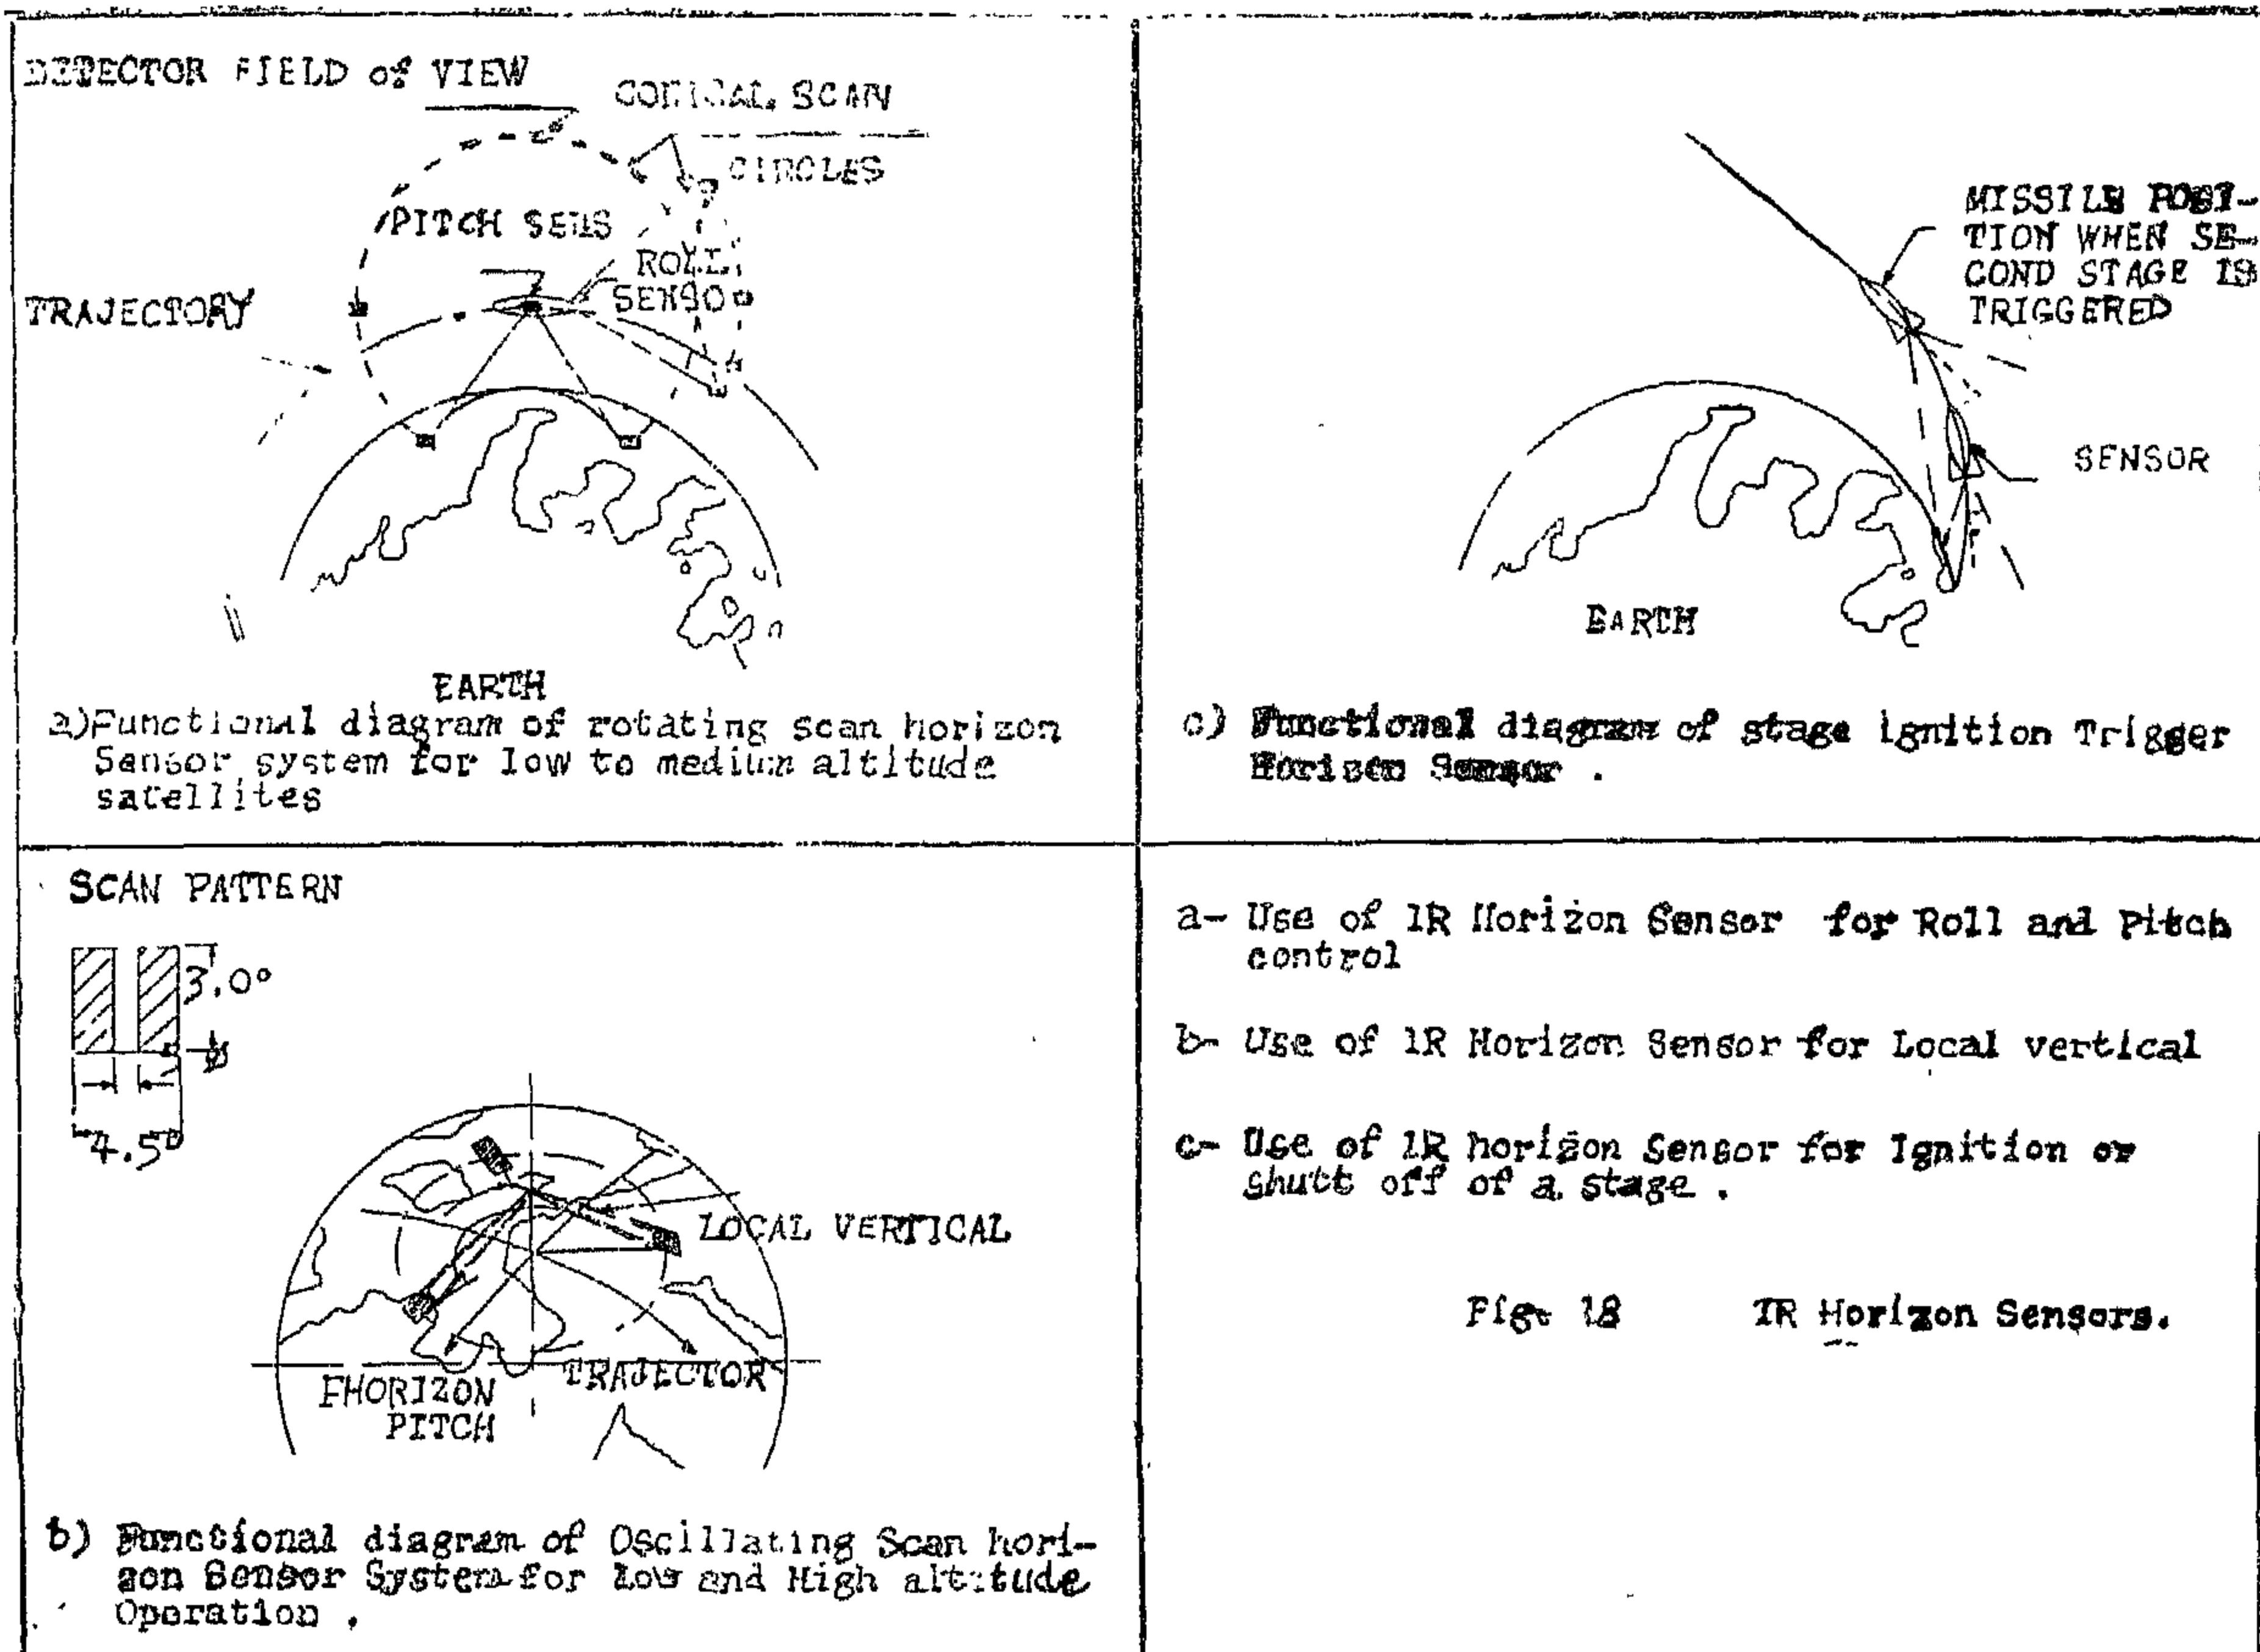 DETECTOR FIELD of VIEW
CONICAL SCAN
CIRCLES
PITCH SENS
ROLL
SENSO
TRAJECTORY
EARTH
a)Functional diagram of rotating scan horizon
Sensor system for low to medium altitude
satellites
MISSILE POSI-
TION WHEN SE-
COND STAGE IS
TRIGGERED
SENSOR
EARTH
c) Functional diagram of stage ignition Trigger
Horison Sensor .
SCAN PATTERN
3.0°
4.5°
LOCAL VERTICAL
FHORIZON
PITCH
TRAJECTOR
b) Functional diagram of Oscillating Scan hori-
zon Sensor System for Low and High altitude
Operation .
a- Use of IR Horizon Sensor for Roll and Pitch
control
b- Use of IR Horizon Sensor for Local vertical
c- Use of IR horizon Sensor for Ignition or
shutt off of a stage .
Fig. 18 IR Horizon Sensors.